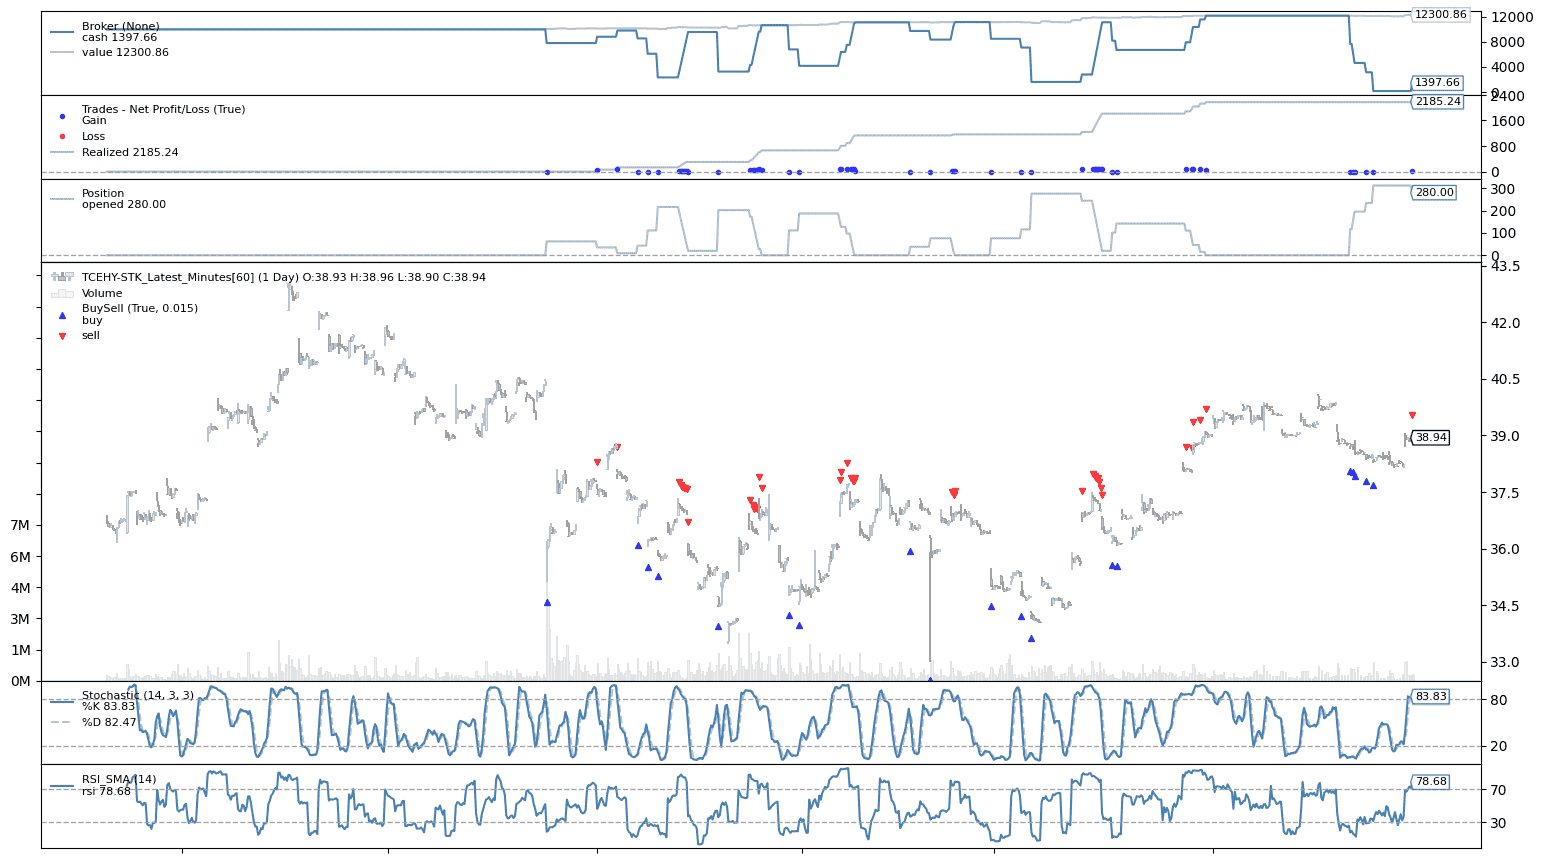 Broker (None)
cash 1397.66
value 12300.86
12300.86
12000
8000
4000
1397.66
0
Trades - Net Profit/Loss (True)
Gain
Loss
Realized 2185.24
2400
2185.24
1600
800
0
Position
opened 280.00
300
280.00
200
100
0
TCEHY-STK_Latest_Minutes[60] (1 Day) O:38.93 H:38.96 L:38.90 C:38.94
Volume
BuySell (True, 0.015)
buy
sell
43.5
42.0
40.5
39.0
38.94
37.5
36.0
34.5
33.0
7M
6M
4M
3M
1M
0M
Stochastic (14, 3, 3)
%K 83.83
%D 82.47
83.83
80
20
RSI_SMA (14)
rsi 78.68
78.68
70
30